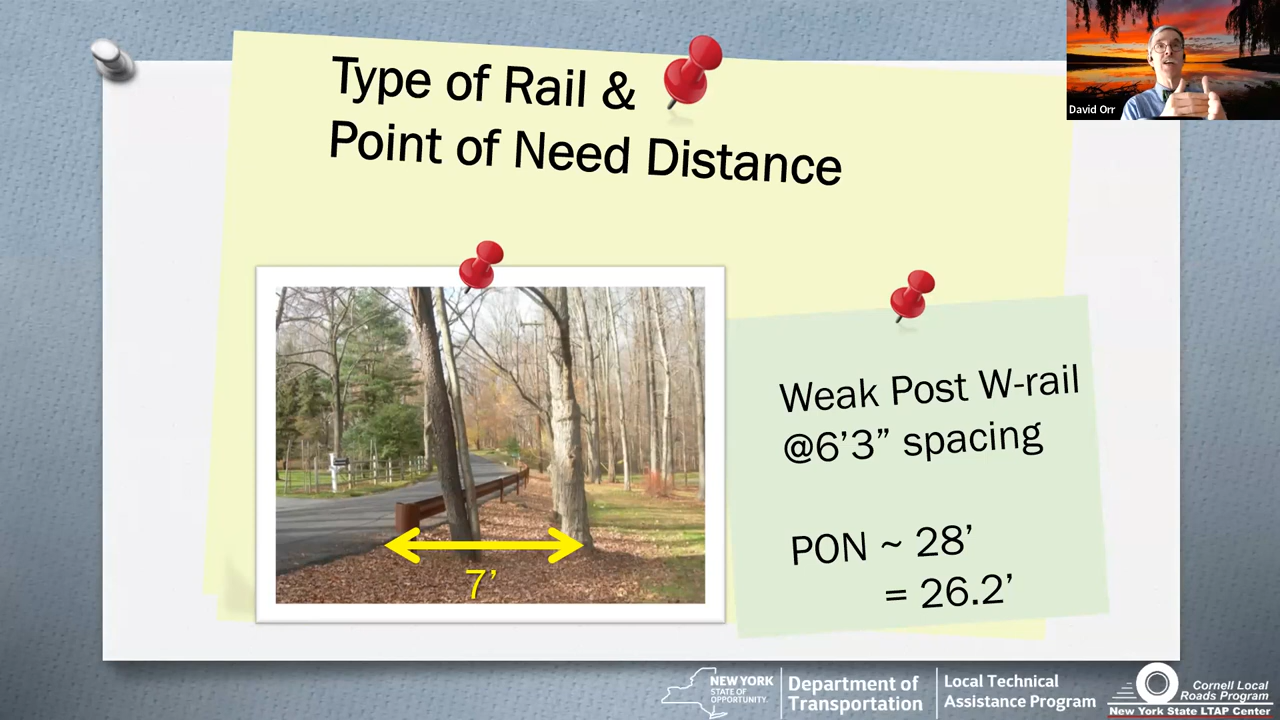 David Orr
Type of Rail &
Point of Need Distance
7’
Weak Post W-rail
@6’3” spacing
PON ~ 28’
= 26.2’
NEW YORK
STATE OF
OPPORTUNITY.
Department of
Transportation
Local Technical
Assistance Program
Cornell Local
Roads Program
New York State LTAP Center